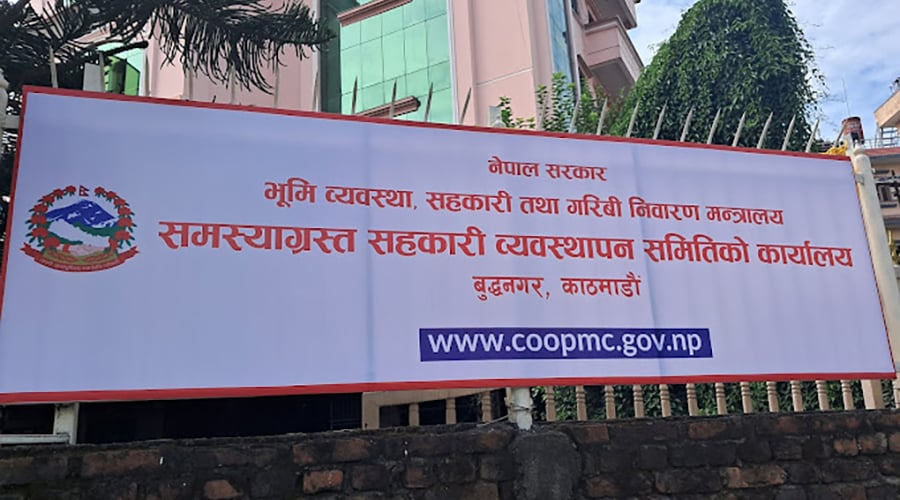 नेपाल सरकार
भूमि व्यवस्था, सहकारी तथा गरिबी निवारण मन्त्रालय
समस्याग्रस्त सहकारी व्यवस्थापन समितिको कार्यालय
बुद्धनगर, काठमाडौं
www.coopmc.gov.np